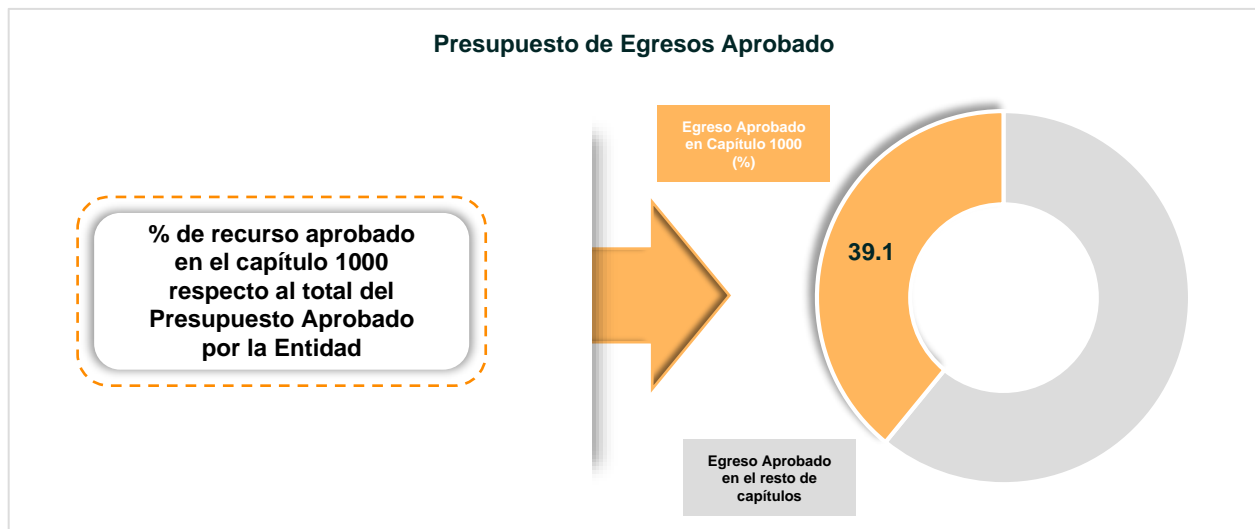 Presupuesto de Egresos Aprobado
Egreso Aprobado
en Capítulo 1000
(%)
% de recurso aprobado
en el capítulo 1000
respecto al total del
Presupuesto Aprobado
por la Entidad
39.1
Egreso Aprobado
en el resto de
capítulos